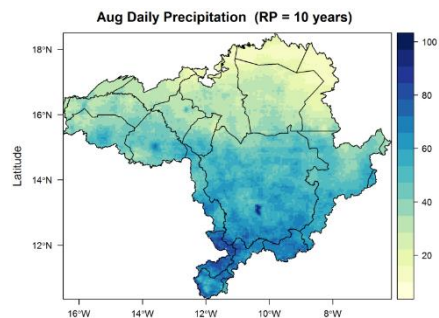 Aug Daily Precipitation (RP = 10 years)
18°N
16°N
14°N
12°N
Latitude
16°W 14°W 12°W 10°W 8°W
100
80
60
40
20